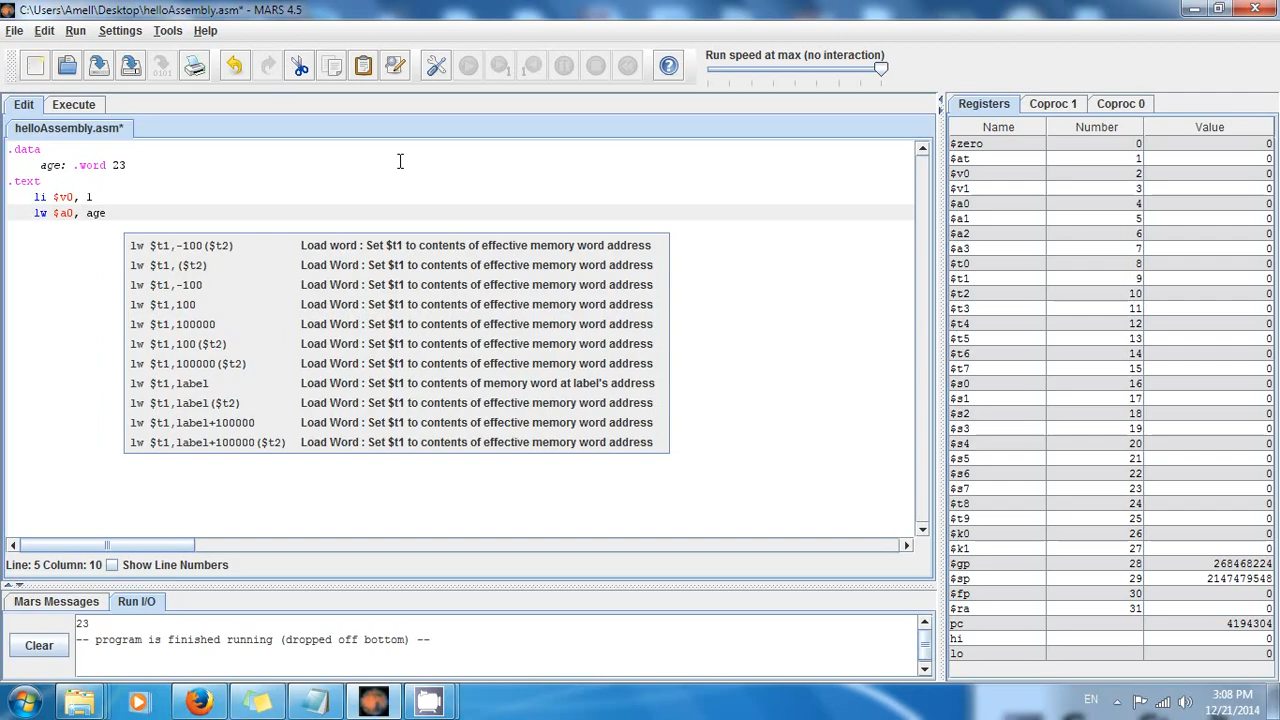 C:\Users\Amell\Desktop\helloAssembly.asm* - MARS 4.5
File Edit Run Settings Tools Help
Run speed at max (no interaction)
Edit Execute
helloAssembly.asm*
.data
age: .word 23
.text
li $v0, 1
lw $a0, age
lw $t1,-100($t2) Load word : Set $t1 to contents of effective memory word address
lw $t1,($t2) Load Word : Set $t1 to contents of effective memory word address
lw $t1,-100 Load Word : Set $t1 to contents of effective memory word address
lw $t1,100 Load Word : Set $t1 to contents of effective memory word address
lw $t1,100000 Load Word : Set $t1 to contents of effective memory word address
lw $t1,100($t2) Load Word : Set $t1 to contents of effective memory word address
lw $t1,100000($t2) Load Word : Set $t1 to contents of effective memory word address
lw $t1,label Load Word : Set $t1 to contents of memory word at label's address
lw $t1,label($t2) Load Word : Set $t1 to contents of effective memory word address
lw $t1,label+100000 Load Word : Set $t1 to contents of effective memory word address
lw $t1,label+100000($t2) Load Word : Set $t1 to contents of effective memory word address
Line: 5 Column: 10 Show Line Numbers
Mars Messages Run I/O
Clear
23
-- program is finished running (dropped off bottom) --
Registers Coproc 1 Coproc 0
Name Number Value
$zero 0 0
$at 1 0
$v0 2 0
$v1 3 0
$a0 4 0
$a1 5 0
$a2 6 0
$a3 7 0
$t0 8 0
$t1 9 0
$t2 10 0
$t3 11 0
$t4 12 0
$t5 13 0
$t6 14 0
$t7 15 0
$s0 16 0
$s1 17 0
$s2 18 0
$s3 19 0
$s4 20 0
$s5 21 0
$s6 22 0
$s7 23 0
$t8 24 0
$t9 25 0
$k0 26 0
$k1 27 0
$gp 28 268468224
$sp 29 2147479548
$fp 30 0
$ra 31 0
pc 4194304
hi 0
lo 0
EN
3:08 PM
12/21/2014